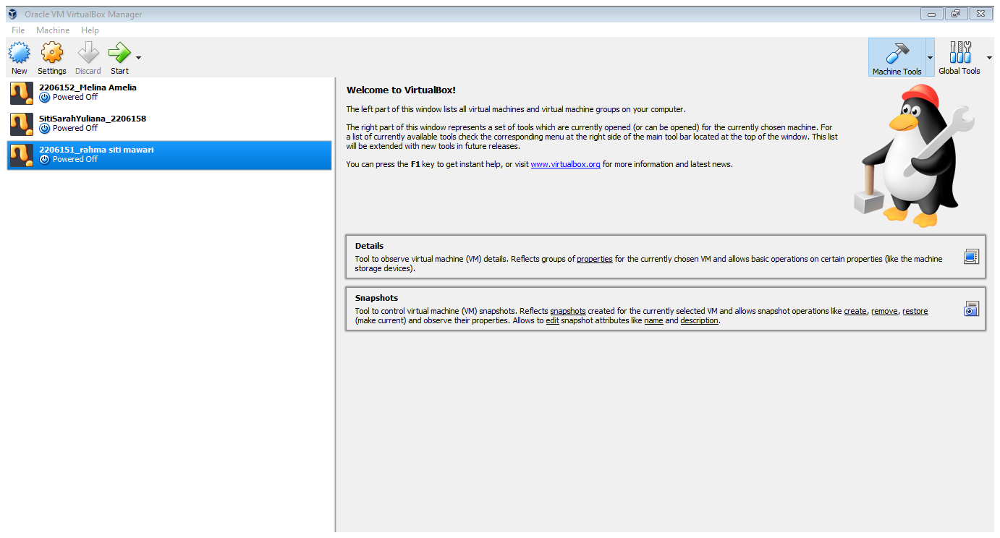 Oracle VM VirtualBox Manager
File Machine Help
New Settings Discard Start
Machine Tools Global Tools
2206152_Melina Amelia
Powered Off
SitiSarahYuliana_2206158
Powered Off
2206151_rahma siti mawari
Powered Off
Welcome to VirtualBox!
The left part of this window lists all virtual machines and virtual machine groups on your computer.
The right part of this window represents a set of tools which are currently opened (or can be opened) for the currently chosen machine. For
a list of currently available tools check the corresponding menu at the right side of the main tool bar located at the top of the window. This list
will be extended with new tools in future releases.
You can press the F1 key to get instant help, or visit www.virtualbox.org for more information and latest news.
Details
Tool to observe virtual machine (VM) details. Reflects groups of properties for the currently chosen VM and allows basic operations on certain properties (like the machine
storage devices).
Snapshots
Tool to control virtual machine (VM) snapshots. Reflects snapshots created for the currently selected VM and allows snapshot operations like create, remove, restore
(make current) and observe their properties. Allows to edit snapshot attributes like name and description.